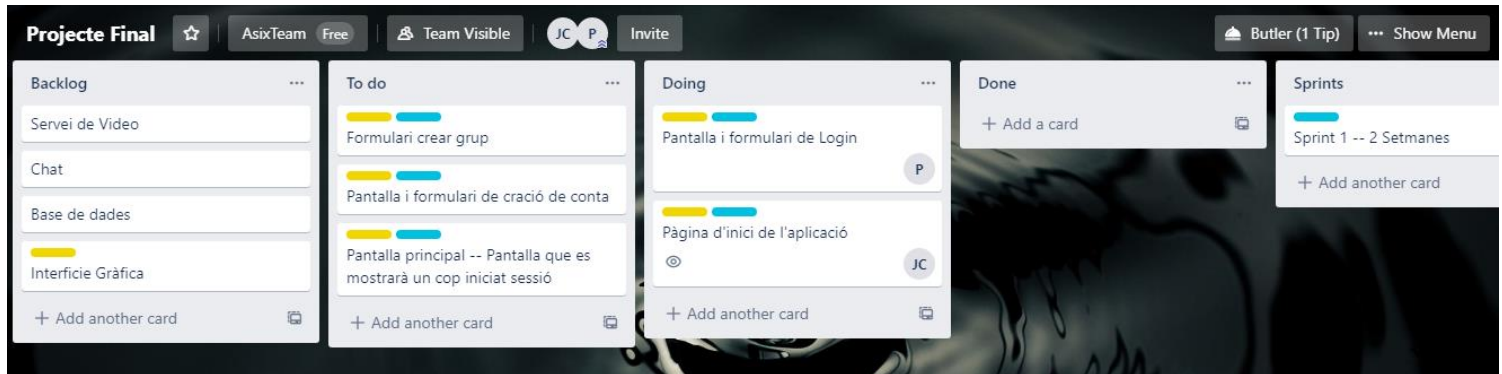 Projecte Final AsixTeam Free Team Visible JC P Invite Butler (1 Tip) ... Show Menu
Backlog ...
Servei de Video
Chat
Base de dades
Interficie Gràfica
+ Add another card
To do ...
Formulari crear grup
Pantalla i formulari de cració de conta
Pantalla principal -- Pantalla que es
mostrarà un cop iniciat sessió
+ Add another card
Doing ...
Pantalla i formulari de Login
P
Pàgina d'inici de l'aplicació
JC
+ Add another card
Done ...
+ Add a card
Sprints
Sprint 1 -- 2 Setmanes
+ Add another card